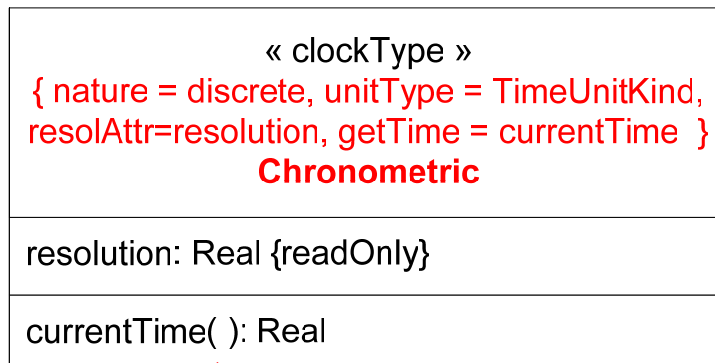 « clockType »
{ nature = discrete, unitType = TimeUnitKind,
resolAttr=resolution, getTime = currentTime }
Chronometric
resolution: Real {readOnly}
currentTime( ): Real